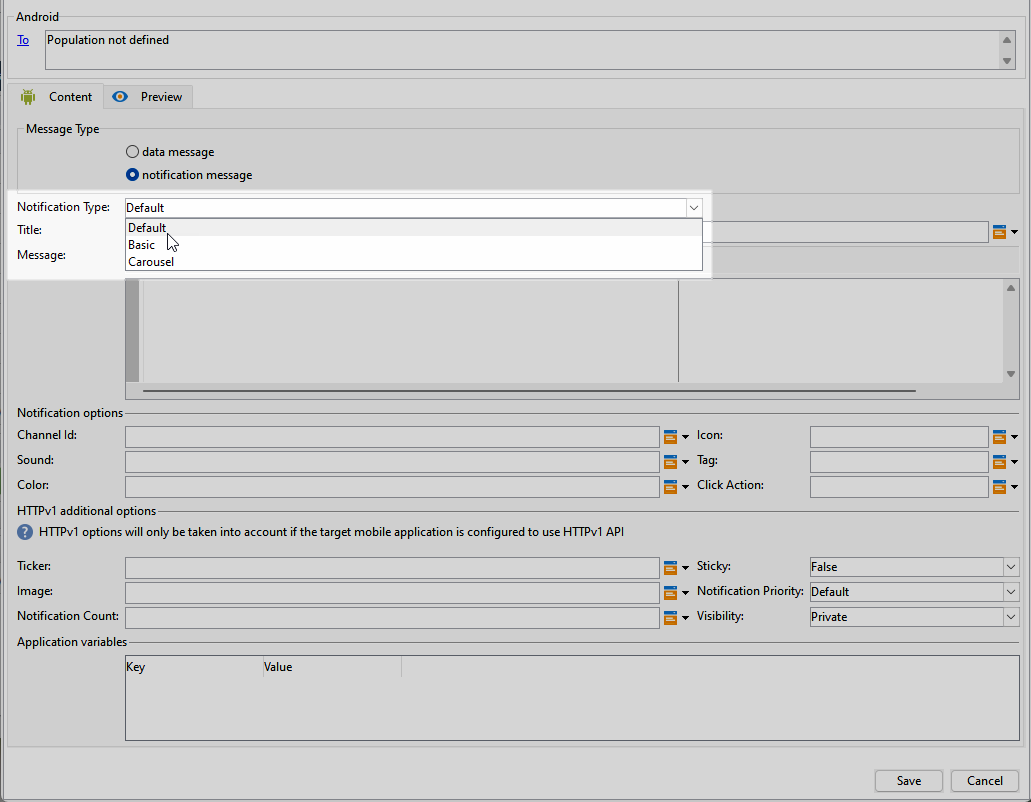 Android
To
Population not defined
Content
Preview
Message Type
data message
notification message
Notification Type:
Default
Default
Title:
Basic
Message:
Carousel
Notification options
Channel Id:
Icon:
Sound:
Tag:
Color:
Click Action:
HTTPv1 additional options
? HTTPv1 options will only be taken into account if the target mobile application is configured to use HTTPv1 API
Ticker:
Sticky:
False
Image:
Notification Priority:
Default
Notification Count:
Visibility:
Private
Application variables
Key
Value
Save
Cancel